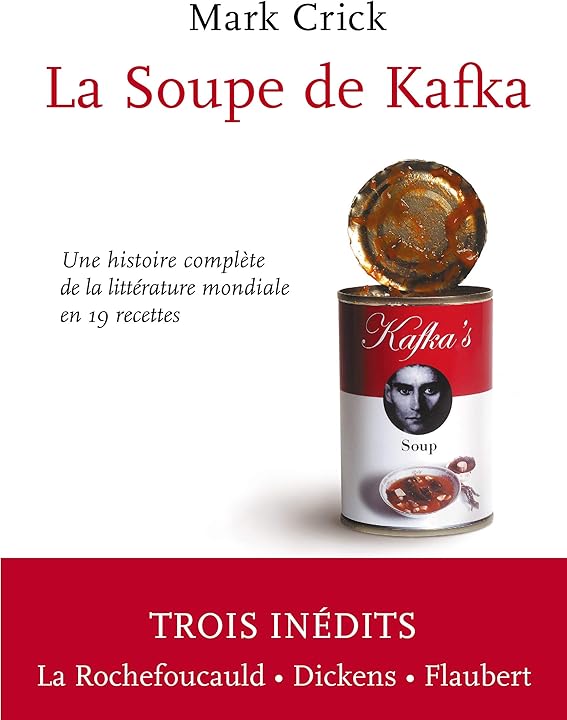 Mark Crick
La Soupe de Kafka
Une histoire complète
de la littérature mondiale
en 19 recettes
Kafka's
Soup
TROIS INÉDITS
La Rochefoucauld • Dickens • Flaubert